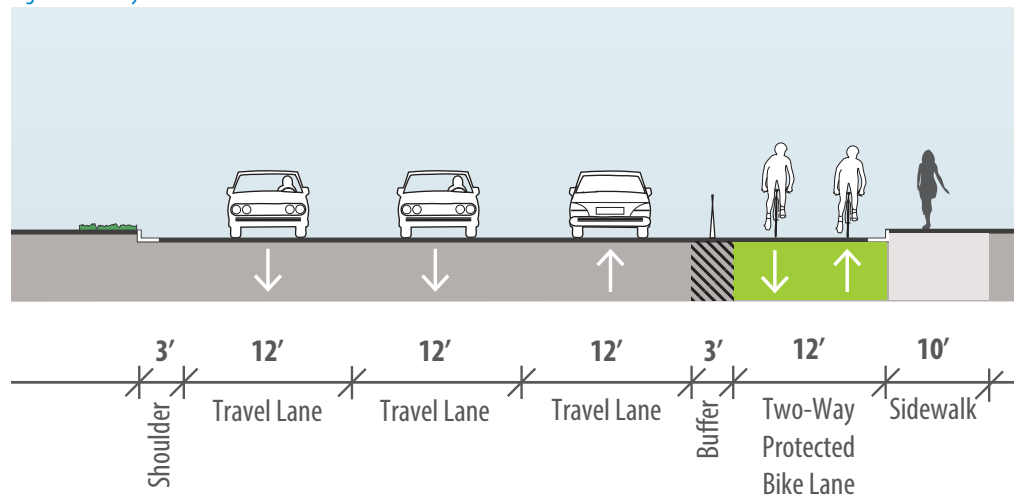 3’ 12’ 12’ 12’ 3’ 12’ 10’
Shoulder
Travel Lane
Travel Lane
Travel Lane
Buffer
Two-Way
Protected
Bike Lane
Sidewalk